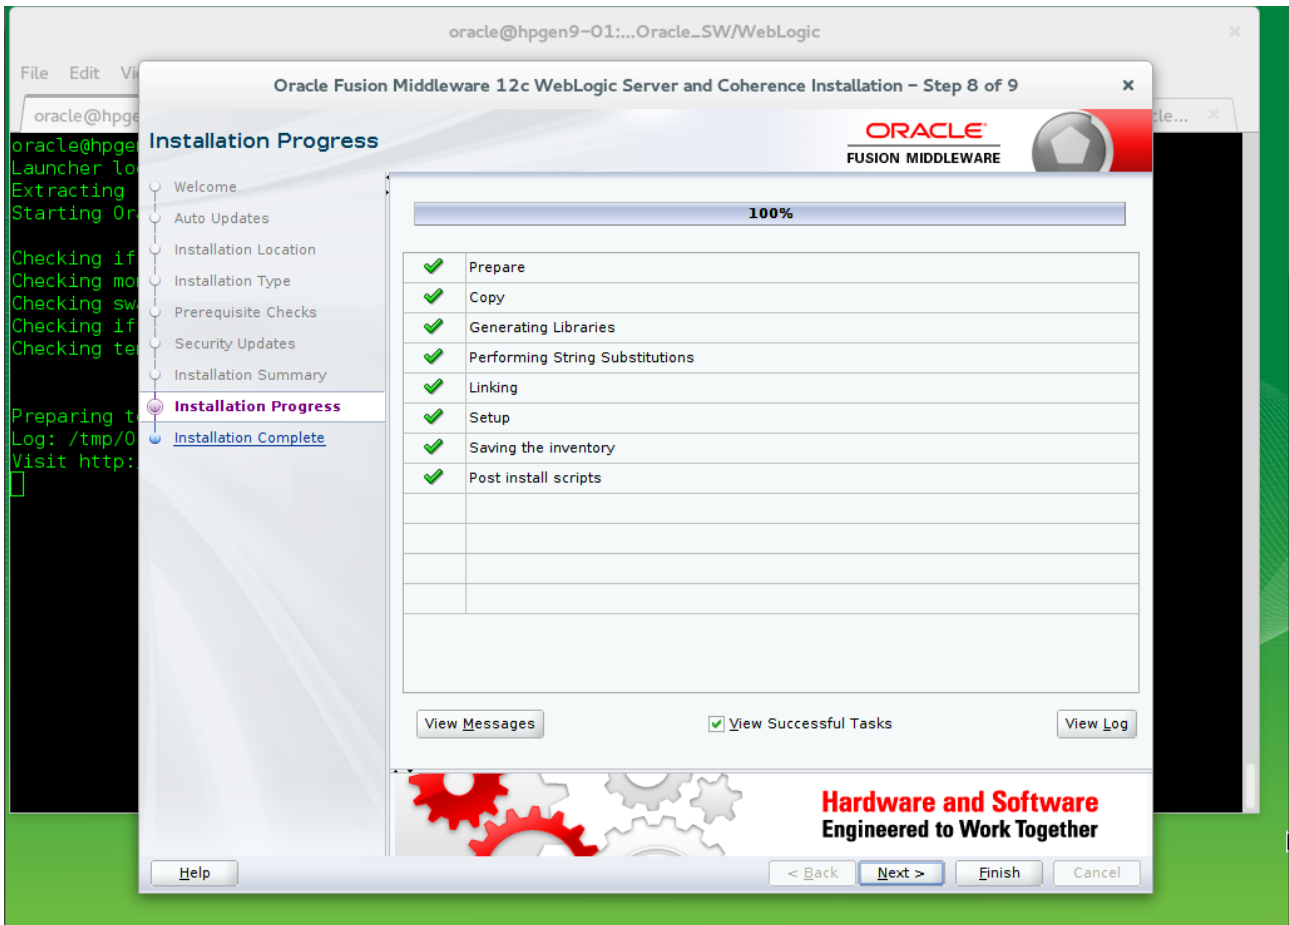 oracle@hpgen9-01:...Oracle_SW/WebLogic
File Edit
oracle@hpge
Oracle Fusion Middleware 12c WebLogic Server and Coherence Installation - Step 8 of 9
Installation Progress
ORACLE
FUSION MIDDLEWARE
oracle@hpge
Launcher lo
Extracting
Starting Or
Checking if
Checking mo
Checking sw
Checking if
Checking te
Preparing t
Log: /tmp/O
Visit http:
Welcome
Auto Updates
Installation Location
Installation Type
Prerequisite Checks
Security Updates
Installation Summary
Installation Progress
Installation Complete
100%
Prepare
Copy
Generating Libraries
Performing String Substitutions
Linking
Setup
Saving the inventory
Post install scripts
View Messages
View Successful Tasks
View Log
Hardware and Software
Engineered to Work Together
Help
< Back
Next >
Finish
Cancel